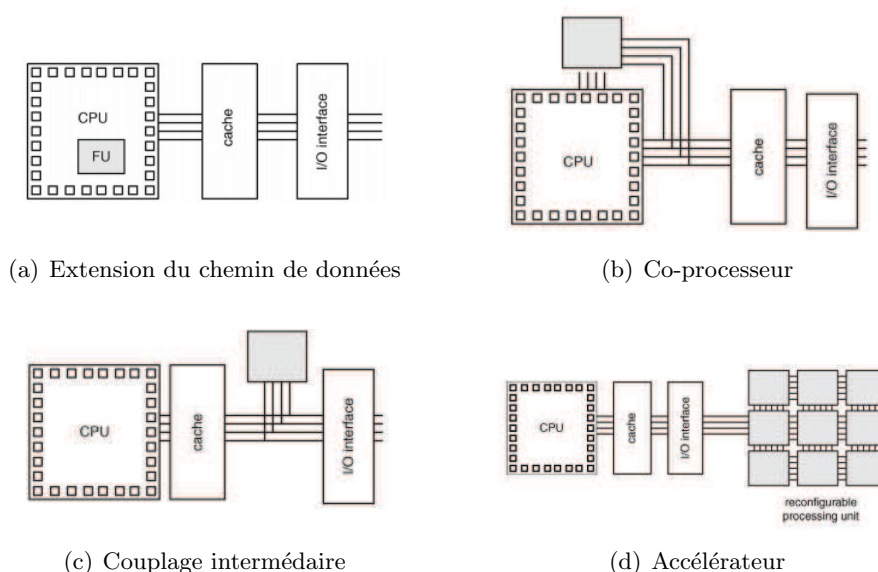 CPU
FU
cache
I/O interface
(a) Extension du chemin de données
CPU
cache
I/O interface
(b) Co-processeur
CPU
cache
I/O interface
(c) Couplage intermédaire
CPU
cache
I/O interface
reconfigurable
processing unit
(d) Accélérateur